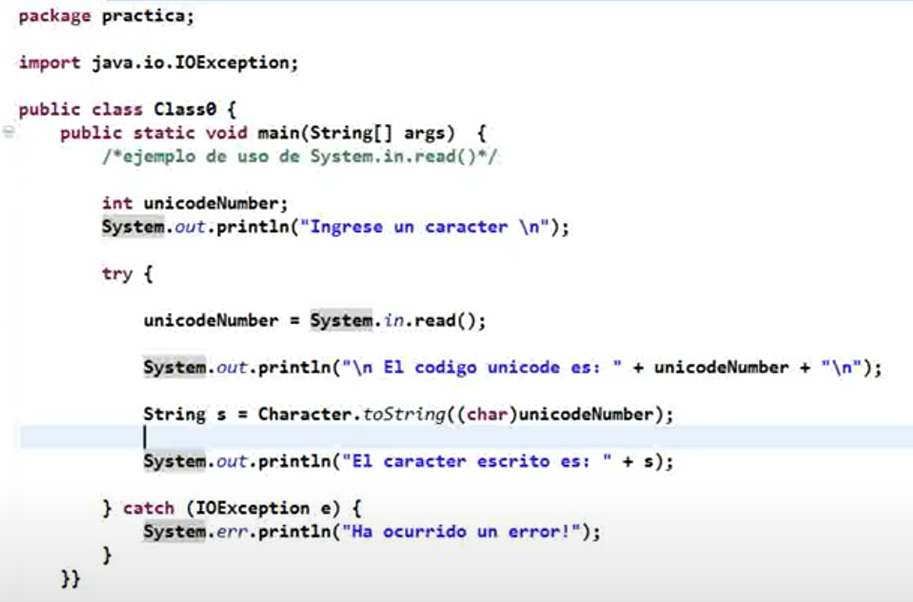 package practica;
import java.io.IOException;
public class Class0 {
public static void main(String[] args)  {
/*ejemplo de uso de System.in.read()*/
int unicodeNumber;
System.out.println("Ingrese un caracter \n");
try {
unicodeNumber = System.in.read();
System.out.println("\n El codigo unicode es: " + unicodeNumber + "\n");
String s = Character.toString((char)unicodeNumber);
System.out.println("El caracter escrito es: " + s);
} catch (IOException e) {
System.err.println("Ha ocurrido un error!");
}
}}